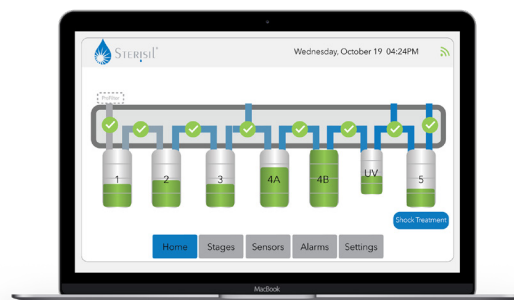 STERISIL
Wednesday, October 19 04:24PM
PreFilter
1
2
3
4A
4B
UV
5
Shock Treatment
Home
Stages
Sensors
Alarms
Settings
MacBook